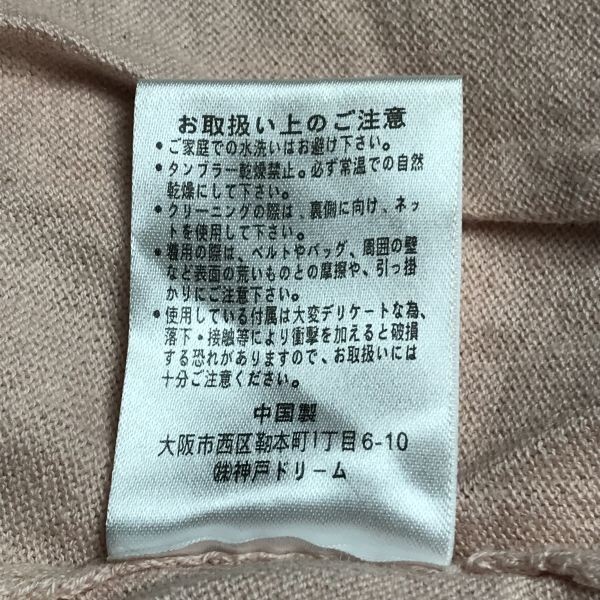 お取扱い上のご注意
●ご家庭での水洗いはお避け下さい。
●タンブラー乾燥禁止。必ず常温での自然
乾燥にして下さい。
●クリーニングの際は、裏側に向け、ネッ
トを使用して下さい。
●着用の際は、ベルトやバッグ、周囲の壁
など表面の荒いものとの摩擦や、引っ掛
かりにご注意下さい。
●使用している付属は大変デリケートな為、
落下・接触等により衝撃を加えると破損
する恐れがありますので、お取扱いには
十分ご注意ください。
中国製
大阪市西区靭本町1丁目6-10
㈱神戸ドリーム